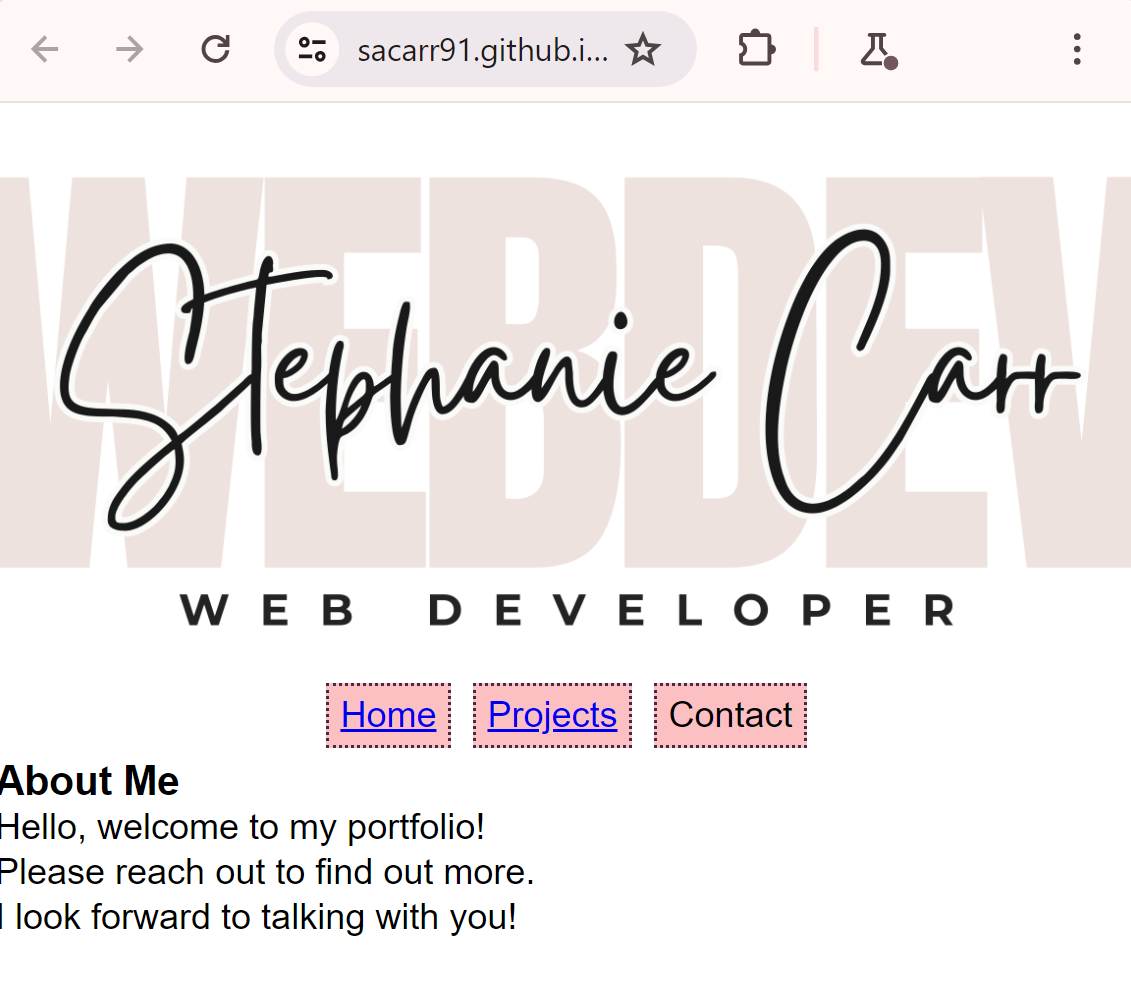 sacarr91.github.i...
WEBDEV
Stephanie Carr
WEB DEVELOPER
Home Projects Contact
About Me
Hello, welcome to my portfolio!
Please reach out to find out more.
I look forward to talking with you!